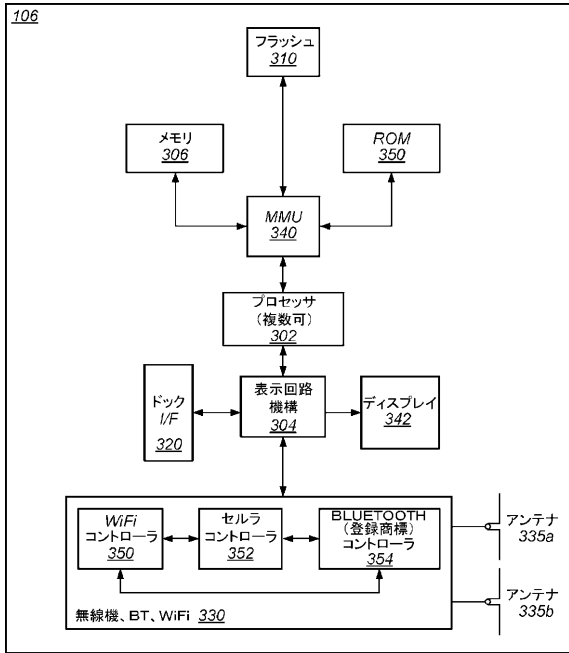 106
フラッシュ
310
メモリ
306
ROM
350
MMU
340
プロセッサ
(複数可)
302
ドック
I/F
320
表示回路
機構
304
ディスプレイ
342
WiFi
コントローラ
350
セルラ
コントローラ
352
BLUETOOTH
(登録商標)
コントローラ
354
無線機、BT、WiFi 330
アンテナ
335a
アンテナ
335b